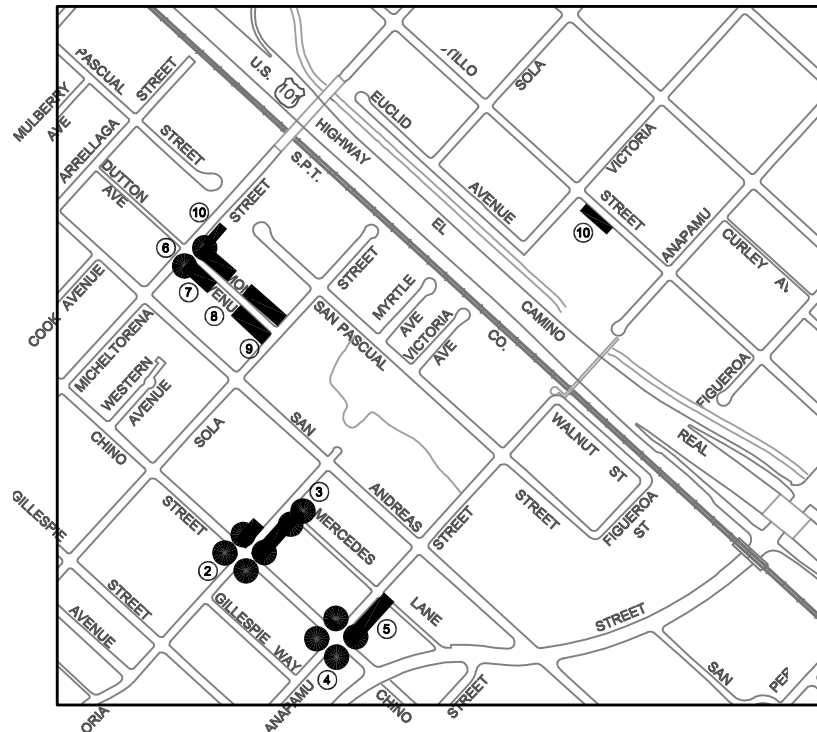 PASCUAL
STREET
U.S.
101
SOLA
MULBERRY
AVE
EUCLID
HIGHWAY
VICTORIA
ARRELLAGA
STREET
S.P.T.
DUTTON
AVE
STREET
10
AVENUE
STREET
10
EL
ANAPAMU
CURLEY
6
7
COOK AVENUE
STREET
MYRTLE
AVE
8
CAMINO
MICHELTORENA
SAN PASCUAL
VICTORIA
AVE
CO.
9
WESTERN
AVENUE
FIGUEROA
CHINO
SOLA
SAN
WALNUT
ST
REAL
GILLESPIE
STREET
3
ANDREAS
STREET
MERCEDES
STREET
FIGUEROA
ST
2
STREET
AVENUE
GILLESPIE
WAY
LANE
STREET
5
4
SAN
ANAPAMU
CHINO
STREET
ORIA